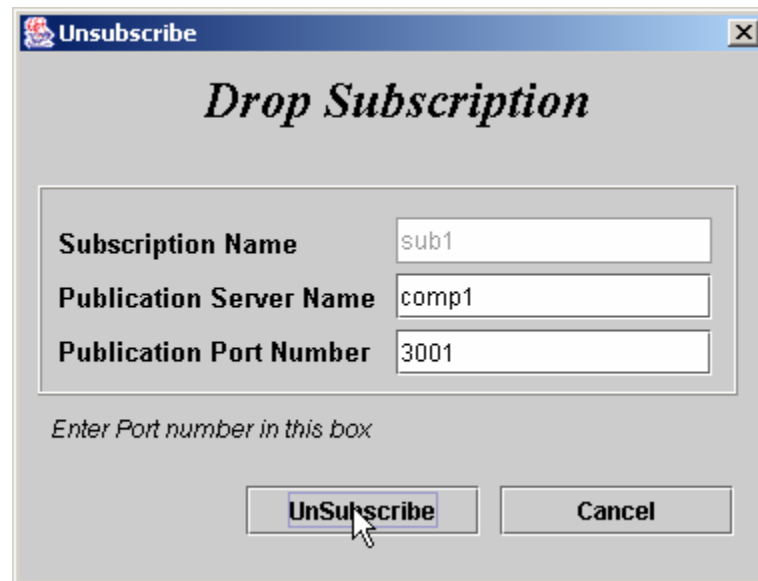 Unsubscribe
Drop Subscription
Subscription Name sub1
Publication Server Name comp1
Publication Port Number 3001
Enter Port number in this box
UnSubscribe Cancel